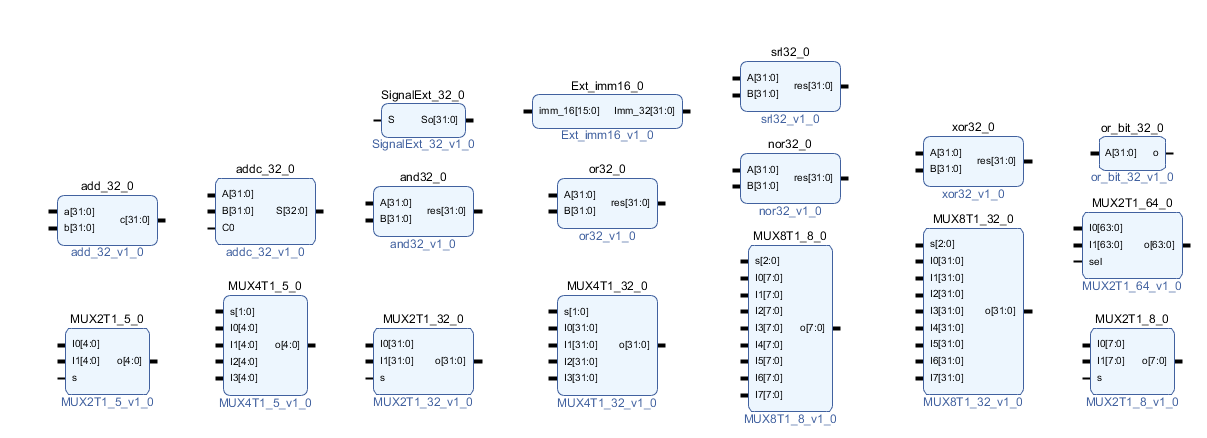 srl32_0
A[31:0]
B[31:0]
res[31:0]
srl32_v1_0
SignalExt_32_0
S
So[31:0]
SignalExt_32_v1_0
Ext_imm16_0
imm_16[15:0]
Imm_32[31:0]
Ext_imm16_v1_0
xor32_0
A[31:0]
B[31:0]
res[31:0]
xor32_v1_0
or_bit_32_0
A[31:0]
o
or_bit_32_v1_0
add_32_0
a[31:0]
b[31:0]
c[31:0]
add_32_v1_0
addc_32_0
A[31:0]
B[31:0]
C0
S[32:0]
addc_32_v1_0
and32_0
A[31:0]
B[31:0]
res[31:0]
and32_v1_0
or32_0
A[31:0]
B[31:0]
res[31:0]
or32_v1_0
nor32_0
A[31:0]
B[31:0]
res[31:0]
nor32_v1_0
MUX2T1_64_0
I0[63:0]
I1[63:0]
sel
o[63:0]
MUX2T1_64_v1_0
MUX2T1_5_0
I0[4:0]
I1[4:0]
s
o[4:0]
MUX2T1_5_v1_0
MUX4T1_5_0
s[1:0]
I0[4:0]
I1[4:0]
I2[4:0]
I3[4:0]
o[4:0]
MUX4T1_5_v1_0
MUX2T1_32_0
I0[31:0]
I1[31:0]
s
o[31:0]
MUX2T1_32_v1_0
MUX4T1_32_0
s[1:0]
I0[31:0]
I1[31:0]
I2[31:0]
I3[31:0]
o[31:0]
MUX4T1_32_v1_0
MUX8T1_8_0
s[2:0]
I0[7:0]
I1[7:0]
I2[7:0]
I3[7:0]
I4[7:0]
I5[7:0]
I6[7:0]
I7[7:0]
o[7:0]
MUX8T1_8_v1_0
MUX8T1_32_0
s[2:0]
I0[31:0]
I1[31:0]
I2[31:0]
I3[31:0]
I4[31:0]
I5[31:0]
I6[31:0]
I7[31:0]
o[31:0]
MUX8T1_32_v1_0
MUX2T1_8_0
I0[7:0]
I1[7:0]
s
o[7:0]
MUX2T1_8_v1_0